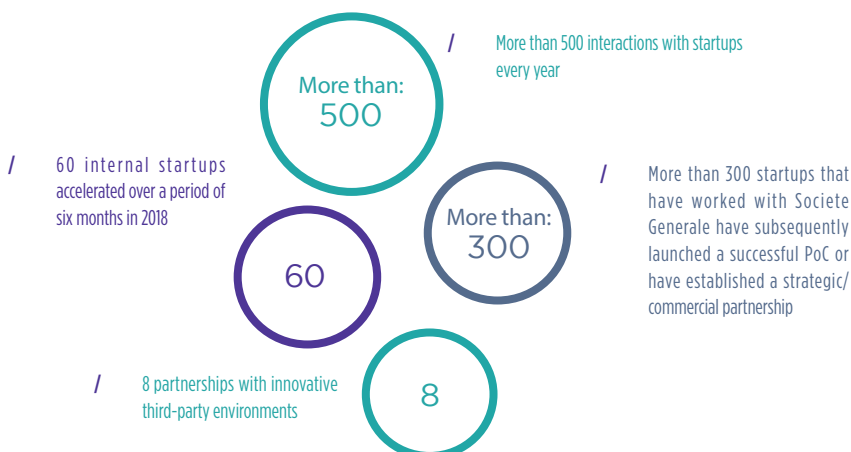 More than:
500
/ More than 500 interactions with startups
every year
/ 60 internal startups
accelerated over a period of
six months in 2018
60
More than:
300
/ More than 300 startups that
have worked with Societe
Generale have subsequently
launched a successful PoC or
have established a strategic/
commercial partnership
/ 8 partnerships with innovative
third-party environments
8